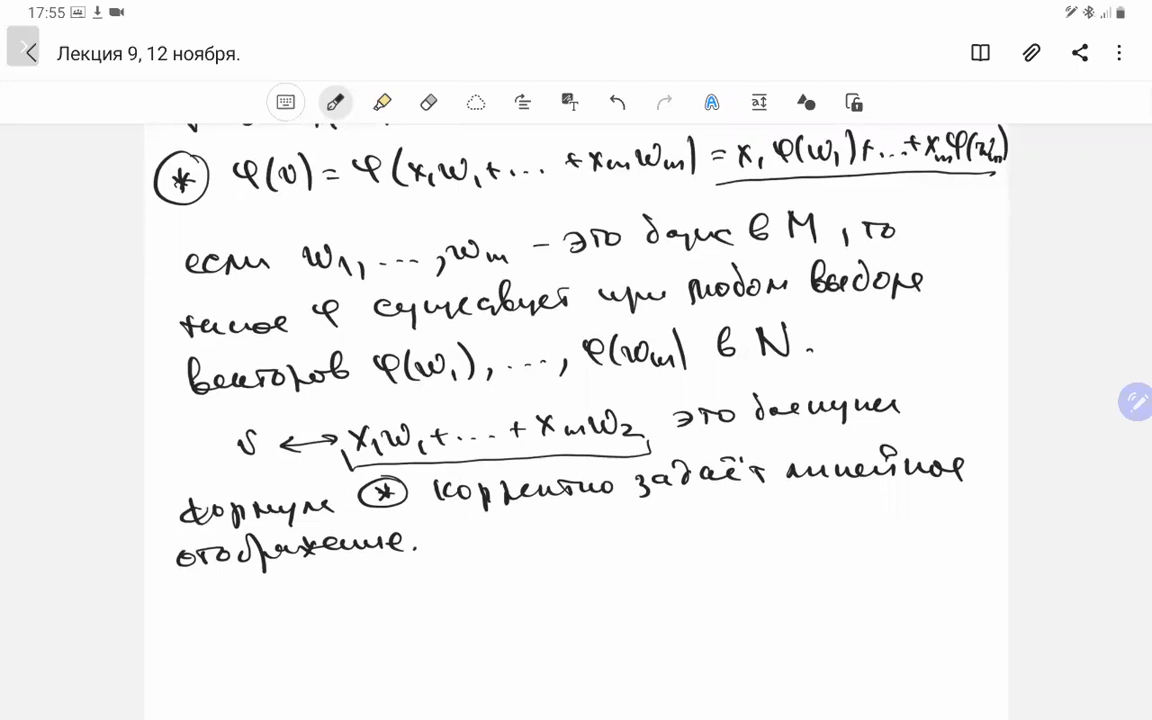 17:55
Лекция 9, 12 ноября.
* φ(v) = φ(x₁w₁+... +xₘwₘ) = x₁φ(w₁)+...+xₘφ(wₘ)
если w₁,...,wₘ – это базис в M, то
такое φ существует при любом выборе
векторов φ(w₁),...,φ(wₘ) в N.
v ↔ x₁w₁+...+xₘw₂ это биекция
формула * корректно задаёт линейное
отображение.